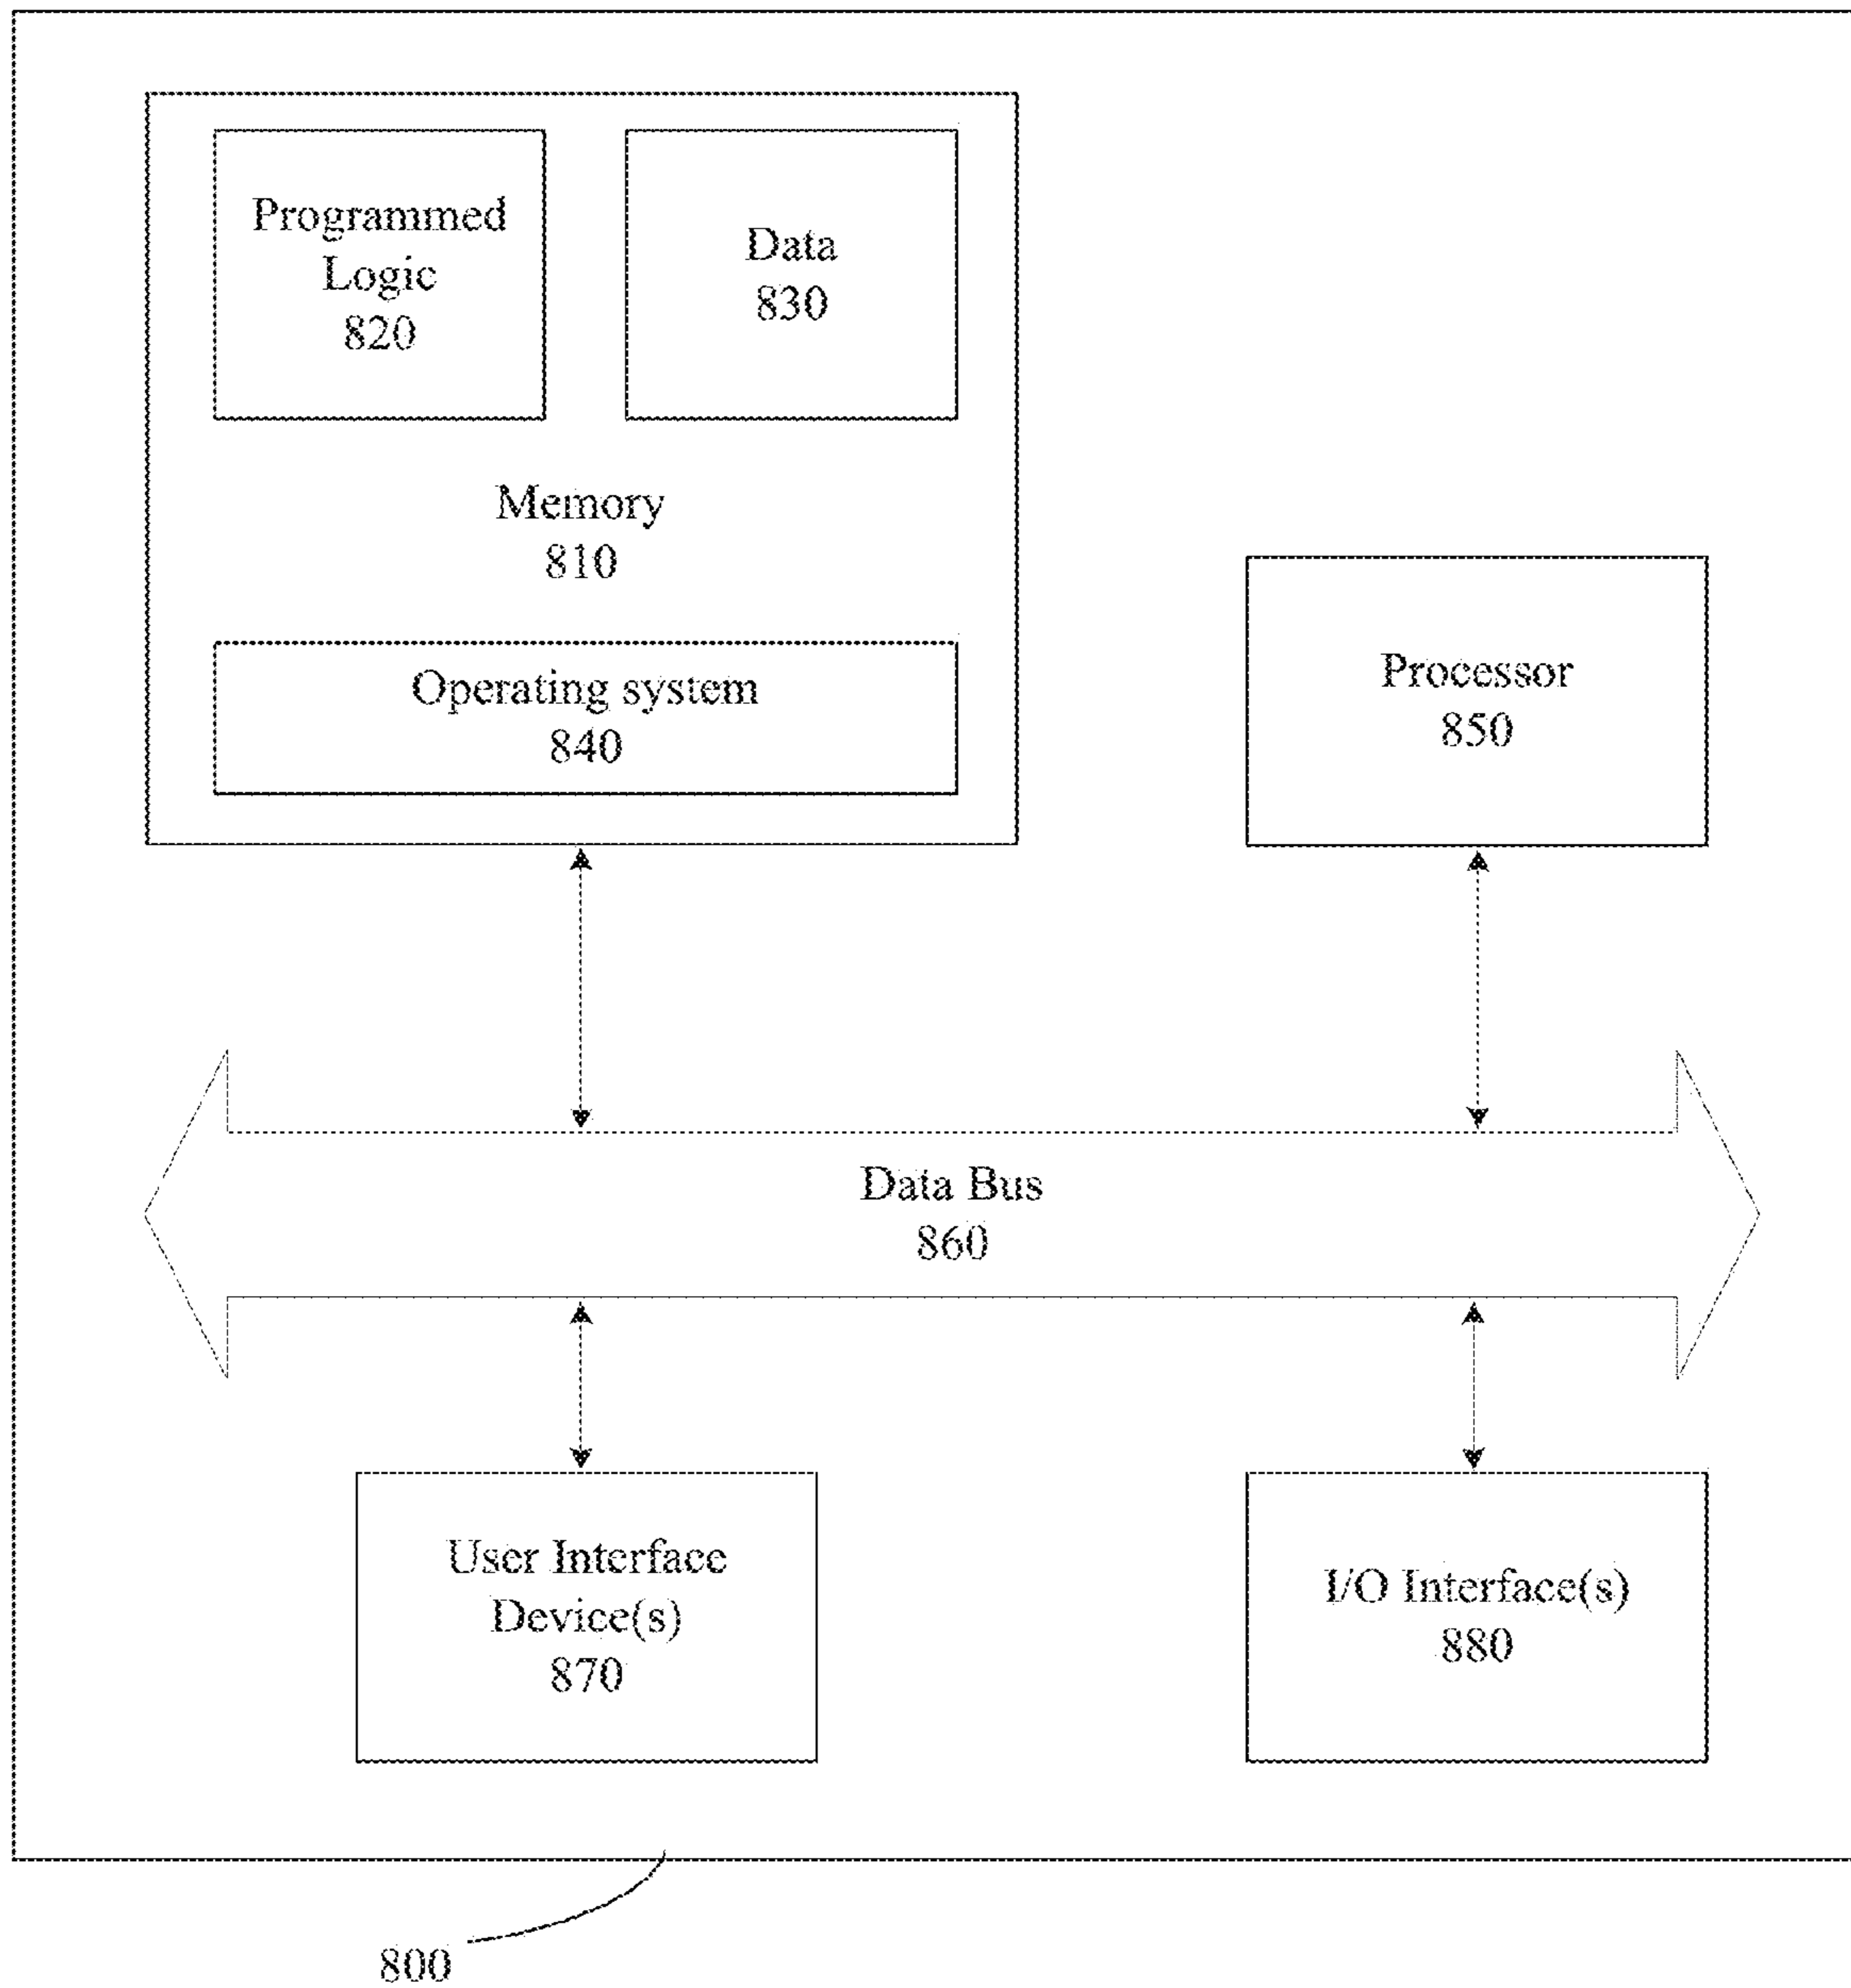 Programmed
Logic
820
Data
830
Memory
810
Operating system
840
Processor
850
Data Bus
860
User Interface
Device(s)
870
I/O Interface(s)
880
800